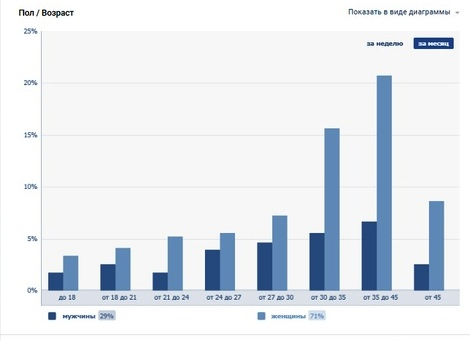 Пол / Возраст
Показать в виде диаграммы
за неделю за месяц
25%
20%
15%
10%
5%
0%
до 18 от 18 до 21 от 21 до 24 от 24 до 27 от 27 до 30 от 30 до 35 от 35 до 45 от 45
мужчины 29% женщины 71%